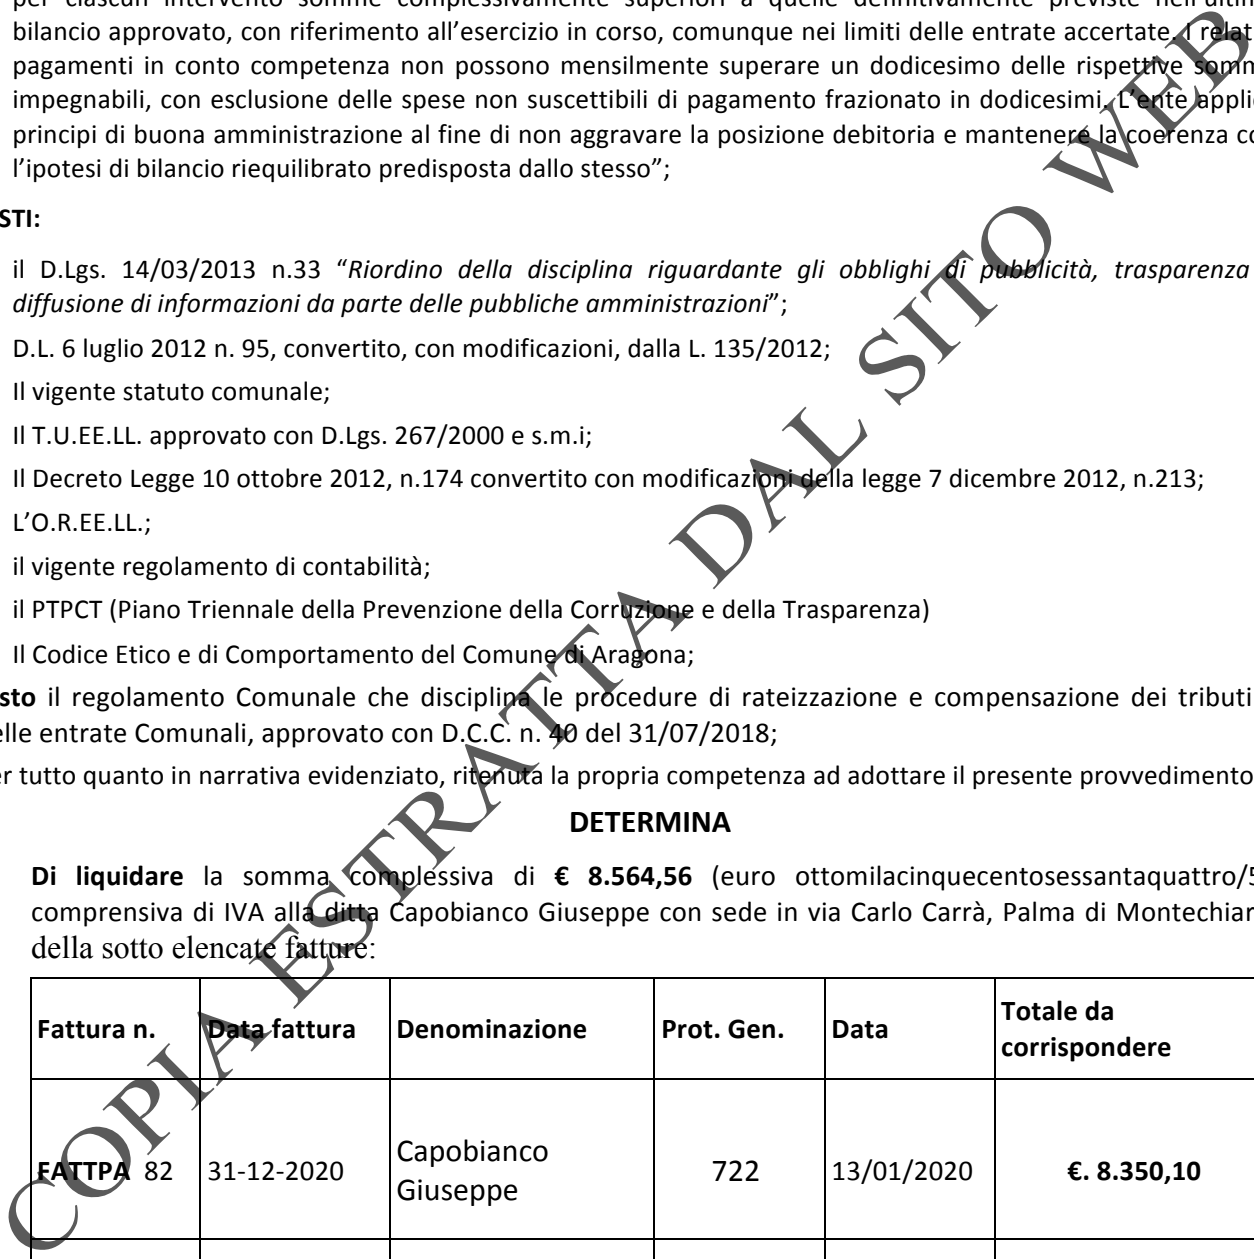 per ciascun intervento somme complessivamente superiori a quelle definitivamente previste nell'ultim
bilancio approvato, con riferimento all'esercizio in corso, comunque nei limiti delle entrate accertate. I relat
pagamenti in conto competenza non possono mensilmente superare un dodicesimo delle rispettive somm
impegnabili, con esclusione delle spese non suscettibili di pagamento frazionato in dodicesimi. L'ente applic
principi di buona amministrazione al fine di non aggravare la posizione debitoria e mantenere la coerenza co
l'ipotesi di bilancio riequilibrato predisposta dallo stesso";
STI:
il D.Lgs. 14/03/2013 n.33 "Riordino della disciplina riguardante gli obblighi di pubblicità, trasparenza
diffusione di informazioni da parte delle pubbliche amministrazioni";
D.L. 6 luglio 2012 n. 95, convertito, con modificazioni, dalla L. 135/2012;
Il vigente statuto comunale;
Il T.U.EE.LL. approvato con D.Lgs. 267/2000 e s.m.i;
Il Decreto Legge 10 ottobre 2012, n.174 convertito con modificazioni della legge 7 dicembre 2012, n.213;
L'O.R.EE.LL.;
il vigente regolamento di contabilità;
il PTPCT (Piano Triennale della Prevenzione della Corruzione e della Trasparenza)
Il Codice Etico e di Comportamento del Comune di Aragona;
sto il regolamento Comunale che disciplina le procedure di rateizzazione e compensazione dei tributi
elle entrate Comunali, approvato con D.C.C. n. 40 del 31/07/2018;
er tutto quanto in narrativa evidenziato, ritenuta la propria competenza ad adottare il presente provvedimento
DETERMINA
Di liquidare la somma complessiva di € 8.564,56 (euro ottomilacinquecentosessantaquattro/5
comprensiva di IVA alla ditta Capobianco Giuseppe con sede in via Carlo Carrà, Palma di Montechiar
della sotto elencate fatture:
Fattura n. Data fattura Denominazione Prot. Gen. Data Totale da corrispondere
FATTPA 82 31-12-2020 Capobianco Giuseppe 722 13/01/2020 €. 8.350,10
COPIA ESTRATTA DAL SITO WEB